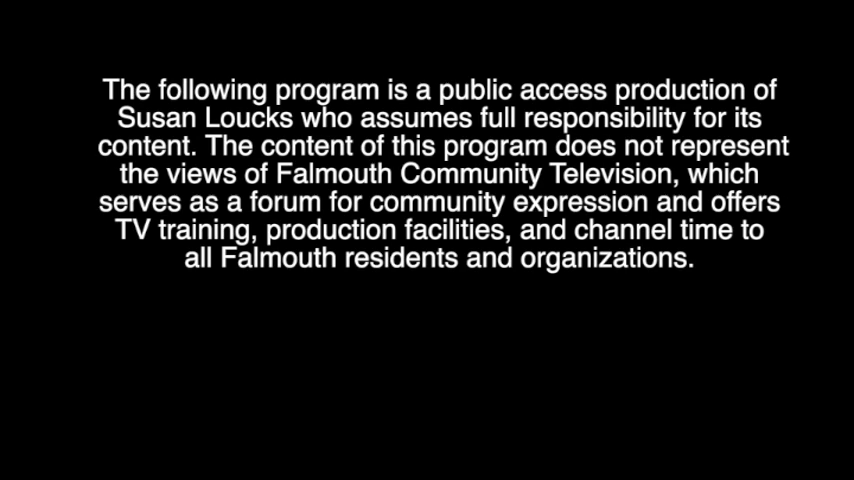 The following program is a public access production of
Susan Loucks who assumes full responsibility for its
content. The content of this program does not represent
the views of Falmouth Community Television, which
serves as a forum for community expression and offers
TV training, production facilities, and channel time to
all Falmouth residents and organizations.